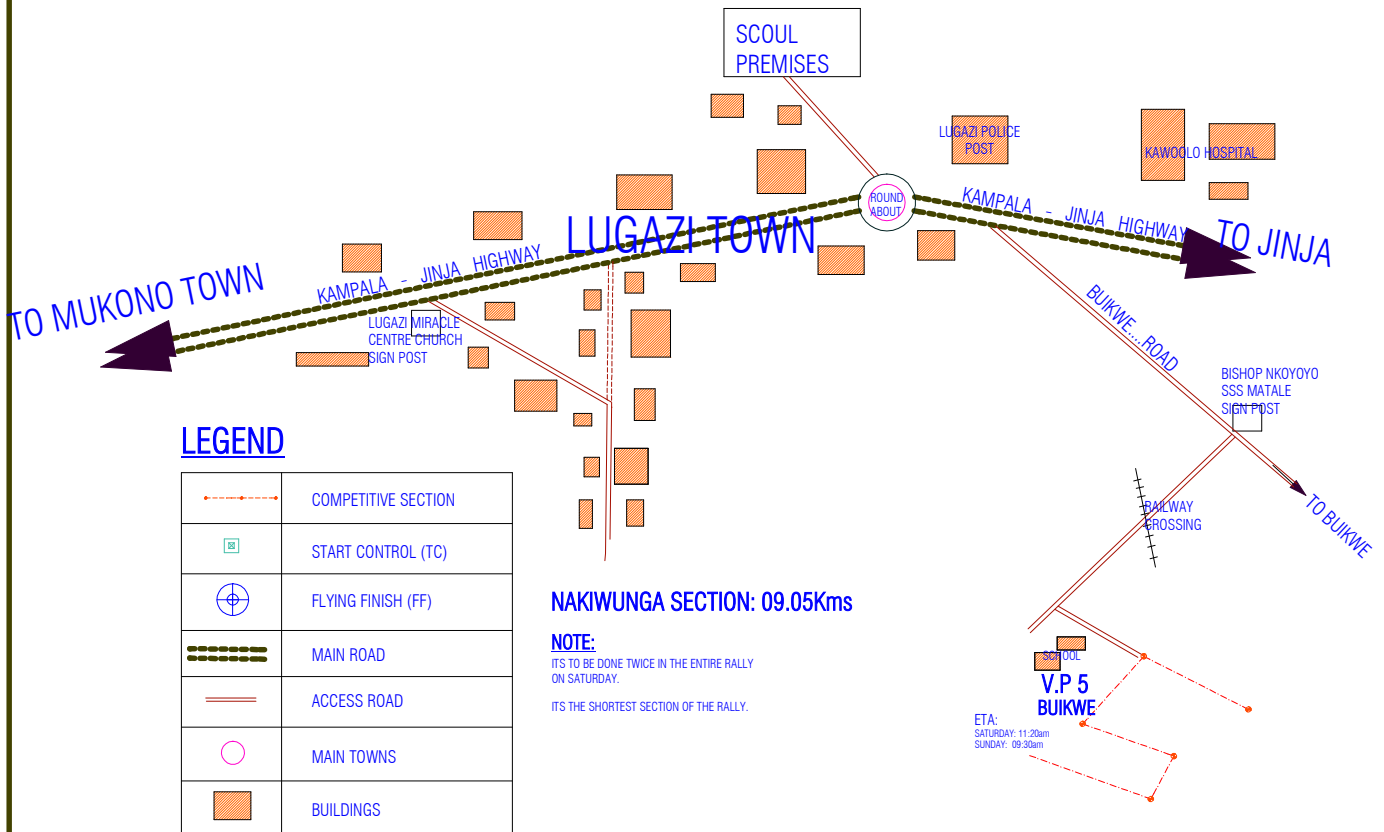 SCOUL
PREMISES
LUGAZI POLICE
POST
KAWOOLO HOSPITAL
ROUND
ABOUT
KAMPALA - JINJA HIGHWAY
TO JINJA
LUGAZI TOWN
KAMPALA - JINJA HIGHWAY
TO MUKONO TOWN
LUGAZI MIRACLE
CENTRE CHURCH
SIGN POST
BUIKWE....ROAD
BISHOP NKOYOYO
SSS MATALE
SIGN POST
RAILWAY
CROSSING
TO BUIKWE
LEGEND
COMPETITIVE SECTION
START CONTROL (TC)
FLYING FINISH (FF)
MAIN ROAD
ACCESS ROAD
MAIN TOWNS
BUILDINGS
NAKIWUNGA SECTION: 09.05Kms
NOTE:
ITS TO BE DONE TWICE IN THE ENTIRE RALLY
ON SATURDAY.
ITS THE SHORTEST SECTION OF THE RALLY.
SCHOOL
V.P 5
BUIKWE
ETA:
SATURDAY: 11:20am
SUNDAY: 09:30am